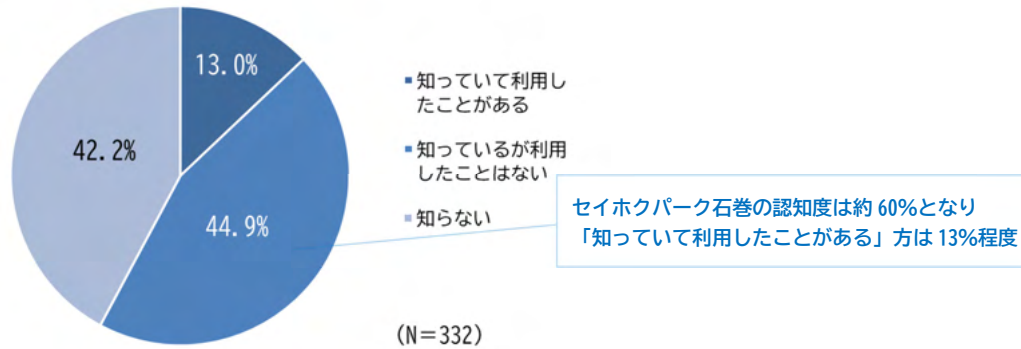 13.0%
42.2%
44.9%
知っていて利用し
たことがある
知っているが利用
したことはない
知らない
セイホクパーク石巻の認知度は約 60%となり
「知っていて利用したことがある」方は 13%程度
(N=332)